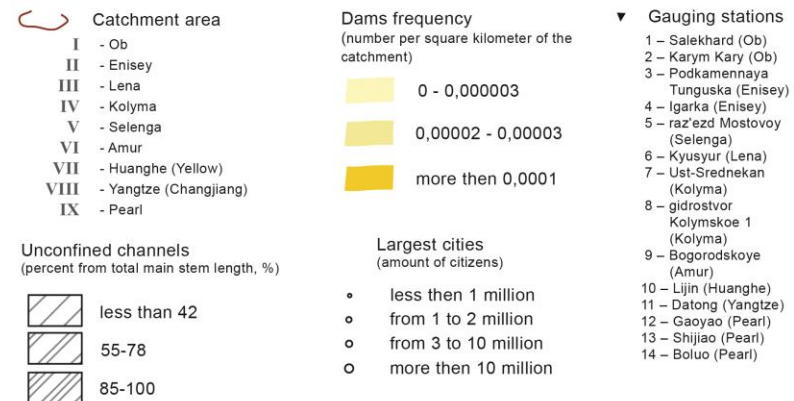 Catchment area
I - Ob
II - Enisey
III - Lena
IV - Kolyma
V - Selenga
VI - Amur
VII - Huanghe (Yellow)
VIII - Yangtze (Changjiang)
IX - Pearl
Unconfined channels
(percent from total main stem length, %)
less than 42
55-78
85-100
Dams frequency
(number per square kilometer of the
catchment)
0 - 0,000003
0,00002 - 0,00003
more then 0,0001
Largest cities
(amount of citizens)
less then 1 million
from 1 to 2 million
from 3 to 10 million
more then 10 million
Gauging stations
1 – Salekhard (Ob)
2 – Karym Kary (Ob)
3 – Podkamennaya
Tunguska (Enisey)
4 – Igarka (Enisey)
5 – raz'ezd Mostovoy
(Selenga)
6 – Kyusyur (Lena)
7 – Ust-Srednekan
(Kolyma)
8 – gidrostvor
Kolymskoe 1
(Kolyma)
9 – Bogorodskoye
(Amur)
10 – Lijin (Huanghe)
11 – Datong (Yangtze)
12 – Gaoyao (Pearl)
13 – Shijiao (Pearl)
14 – Boluo (Pearl)